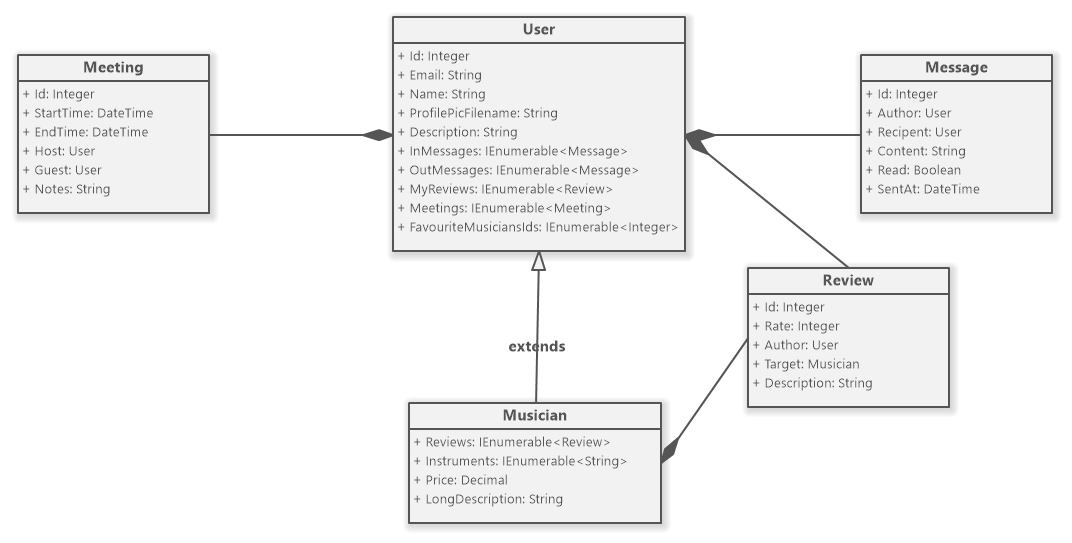 User
+ Id: Integer
+ Email: String
+ Name: String
+ ProfilePicFilename: String
+ Description: String
+ InMessages: IEnumerable<Message>
+ OutMessages: IEnumerable<Message>
+ MyReviews: IEnumerable<Review>
+ Meetings: IEnumerable<Meeting>
+ FavouriteMusiciansIds: IEnumerable<Integer>
Meeting
+ Id: Integer
+ StartTime: DateTime
+ EndTime: DateTime
+ Host: User
+ Guest: User
+ Notes: String
Message
+ Id: Integer
+ Author: User
+ Recipent: User
+ Content: String
+ Read: Boolean
+ SentAt: DateTime
Review
+ Id: Integer
+ Rate: Integer
+ Author: User
+ Target: Musician
+ Description: String
extends
Musician
+ Reviews: IEnumerable<Review>
+ Instruments: IEnumerable<String>
+ Price: Decimal
+ LongDescription: String